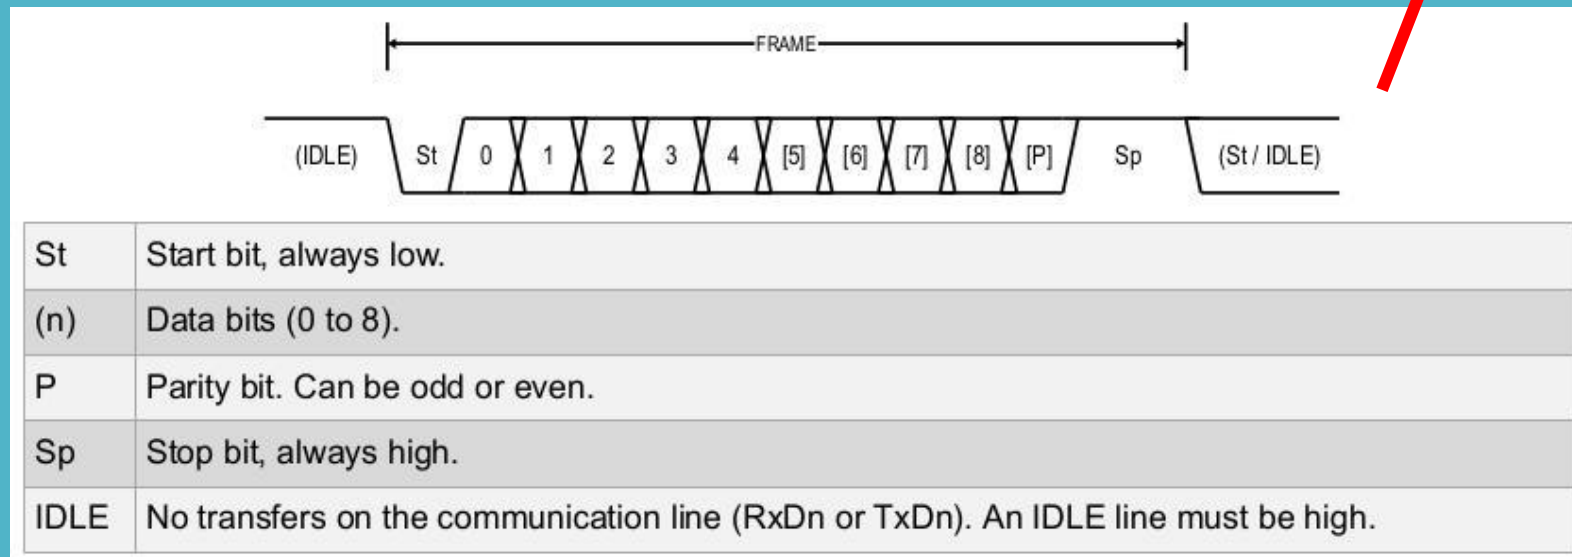 FRAME
(IDLE) St 0 1 2 3 4 [5] [6] [7] [8] [P] Sp (St / IDLE)
St Start bit, always low.
(n) Data bits (0 to 8).
P Parity bit. Can be odd or even.
Sp Stop bit, always high.
IDLE No transfers on the communication line (RxDn or TxDn). An IDLE line must be high.